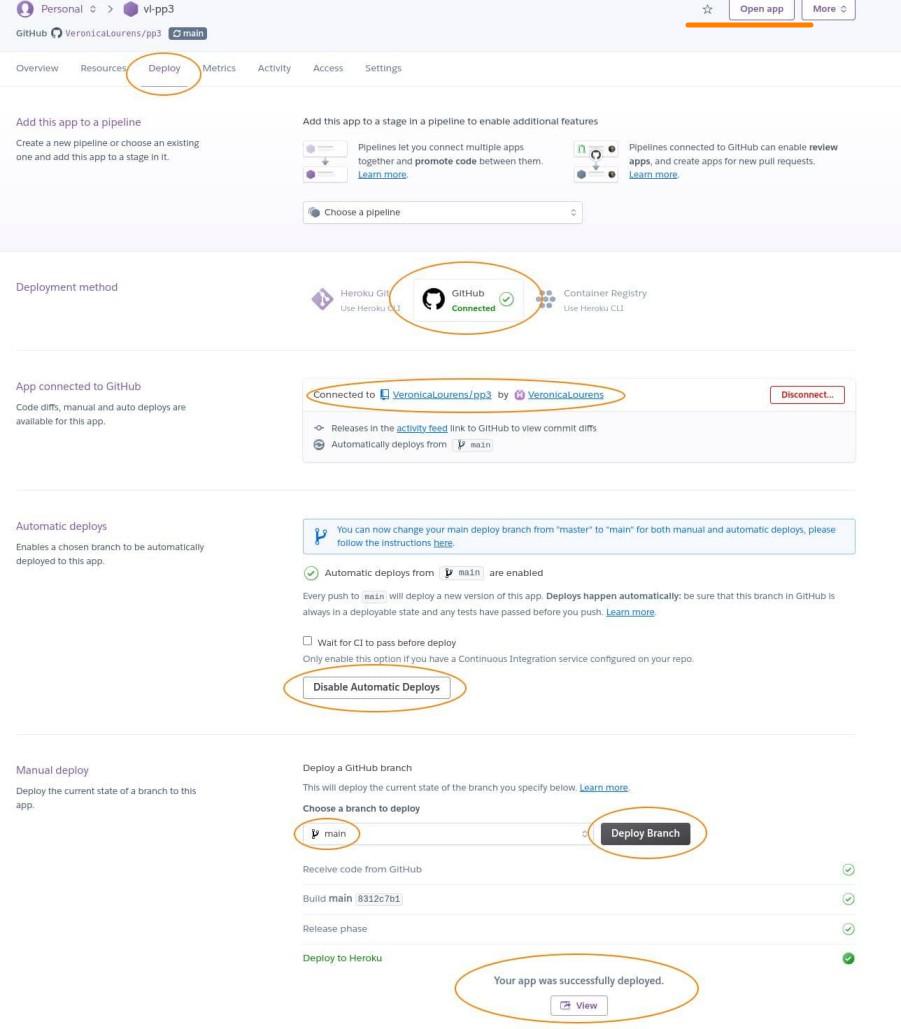 Personal > vl-pp3
Open app
More
GitHub VeronicaLourens/pp3 main
Overview Resources Deploy Metrics Activity Access Settings
Add this app to a pipeline
Create a new pipeline or choose an existing
one and add this app to a stage in it.
Add this app to a stage in a pipeline to enable additional features
Pipelines let you connect multiple apps
together and promote code between them.
Learn more.
Pipelines connected to GitHub can enable review
apps, and create apps for new pull requests.
Learn more.
Choose a pipeline
Deployment method
Heroku Git
Use Heroku CLI
GitHub
Connected
Container Registry
Use Heroku CLI
App connected to GitHub
Code diffs, manual and auto deploys are
available for this app.
Connected to VeronicaLourens/pp3 by VeronicaLourens
Disconnect...
Releases in the activity feed link to GitHub to view commit diffs
Automatically deploys from main
Automatic deploys
Enables a chosen branch to be automatically
deployed to this app.
You can now change your main deploy branch from "master" to "main" for both manual and automatic deploys, please
follow the instructions here.
Automatic deploys from main are enabled
Every push to main will deploy a new version of this app. Deploys happen automatically: be sure that this branch in GitHub is
always in a deployable state and any tests have passed before you push. Learn more.
Wait for CI to pass before deploy
Only enable this option if you have a Continuous Integration service configured on your repo.
Disable Automatic Deploys
Manual deploy
Deploy the current state of a branch to this
app.
Deploy a GitHub branch
This will deploy the current state of the branch you specify below. Learn more.
Choose a branch to deploy
main
Deploy Branch
Receive code from GitHub
Build main 8312c7b1
Release phase
Deploy to Heroku
Your app was successfully deployed.
View